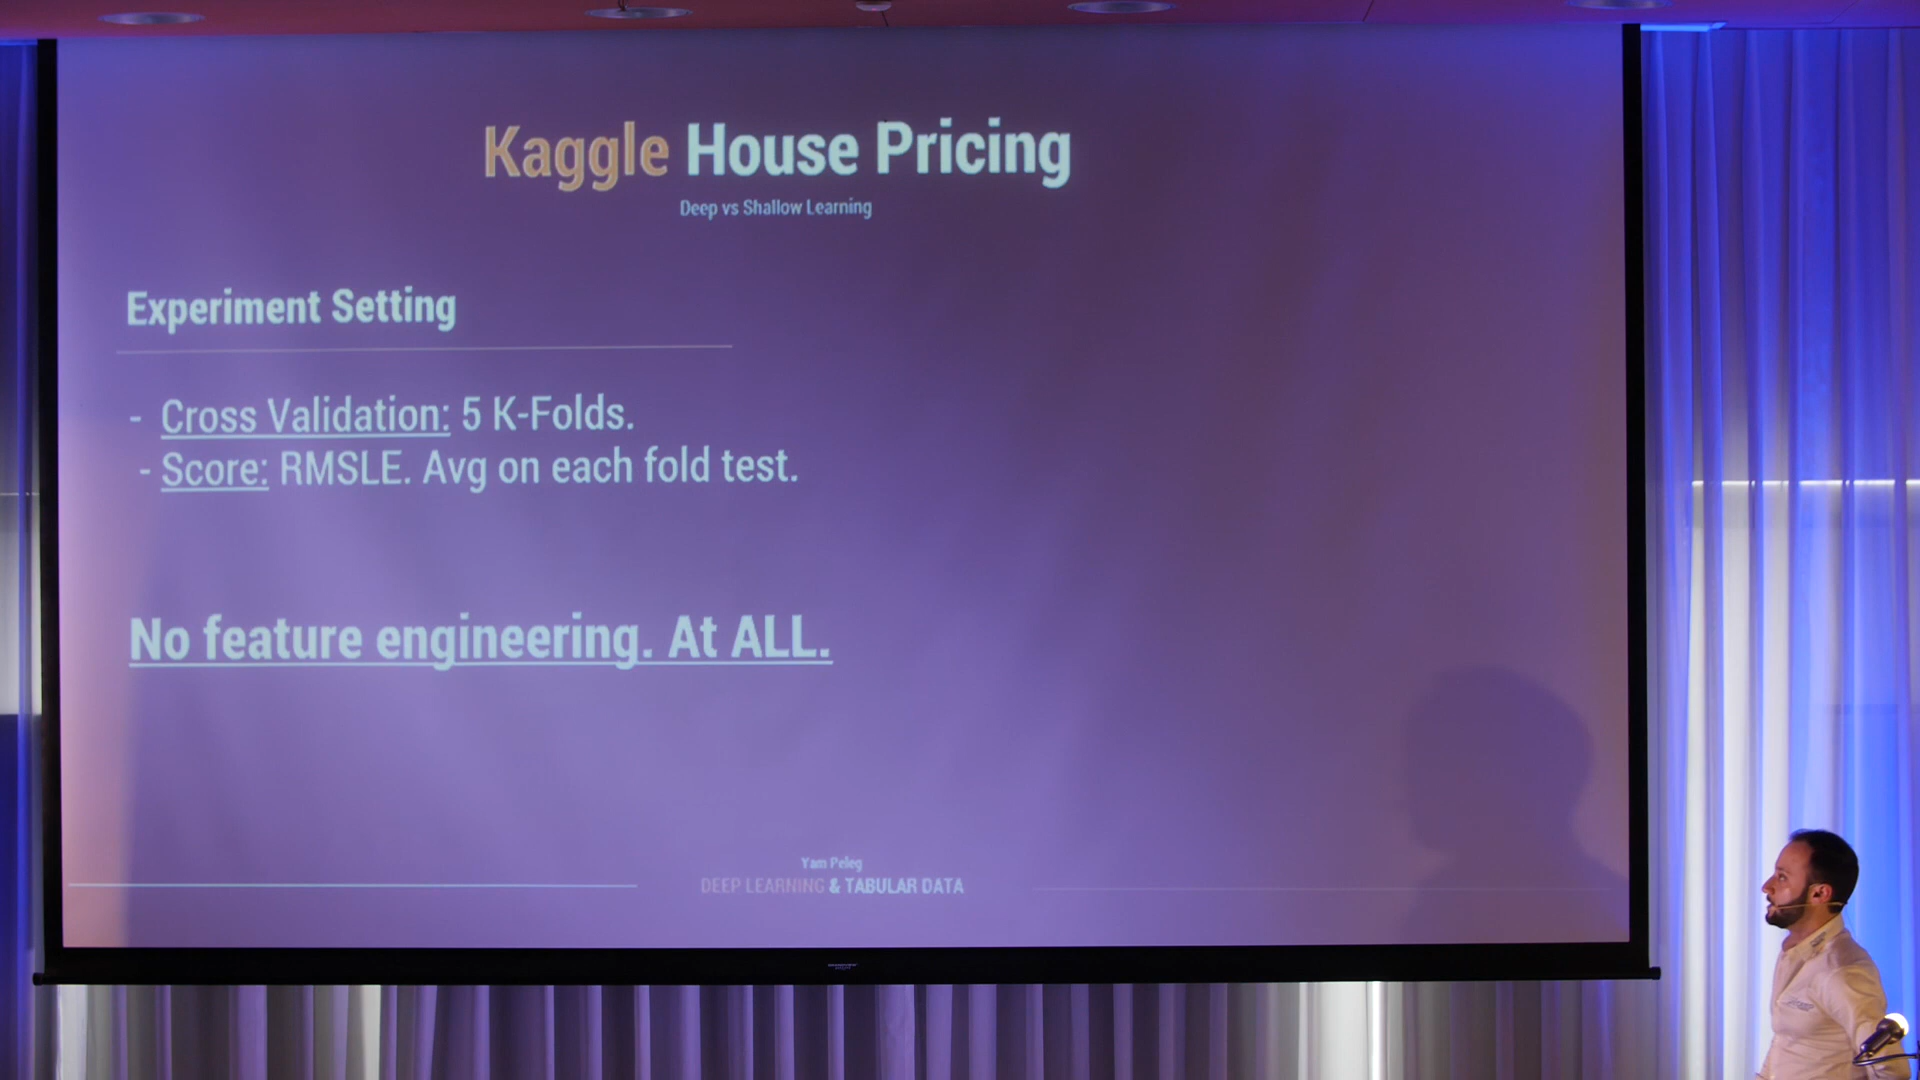 Kaggle House Pricing
Deep vs Shallow Learning
Experiment Setting
- Cross Validation: 5 K-Folds.
- Score: RMSLE. Avg on each fold test.
No feature engineering. At ALL.
Yam Peleg
DEEP LEARNING & TABULAR DATA